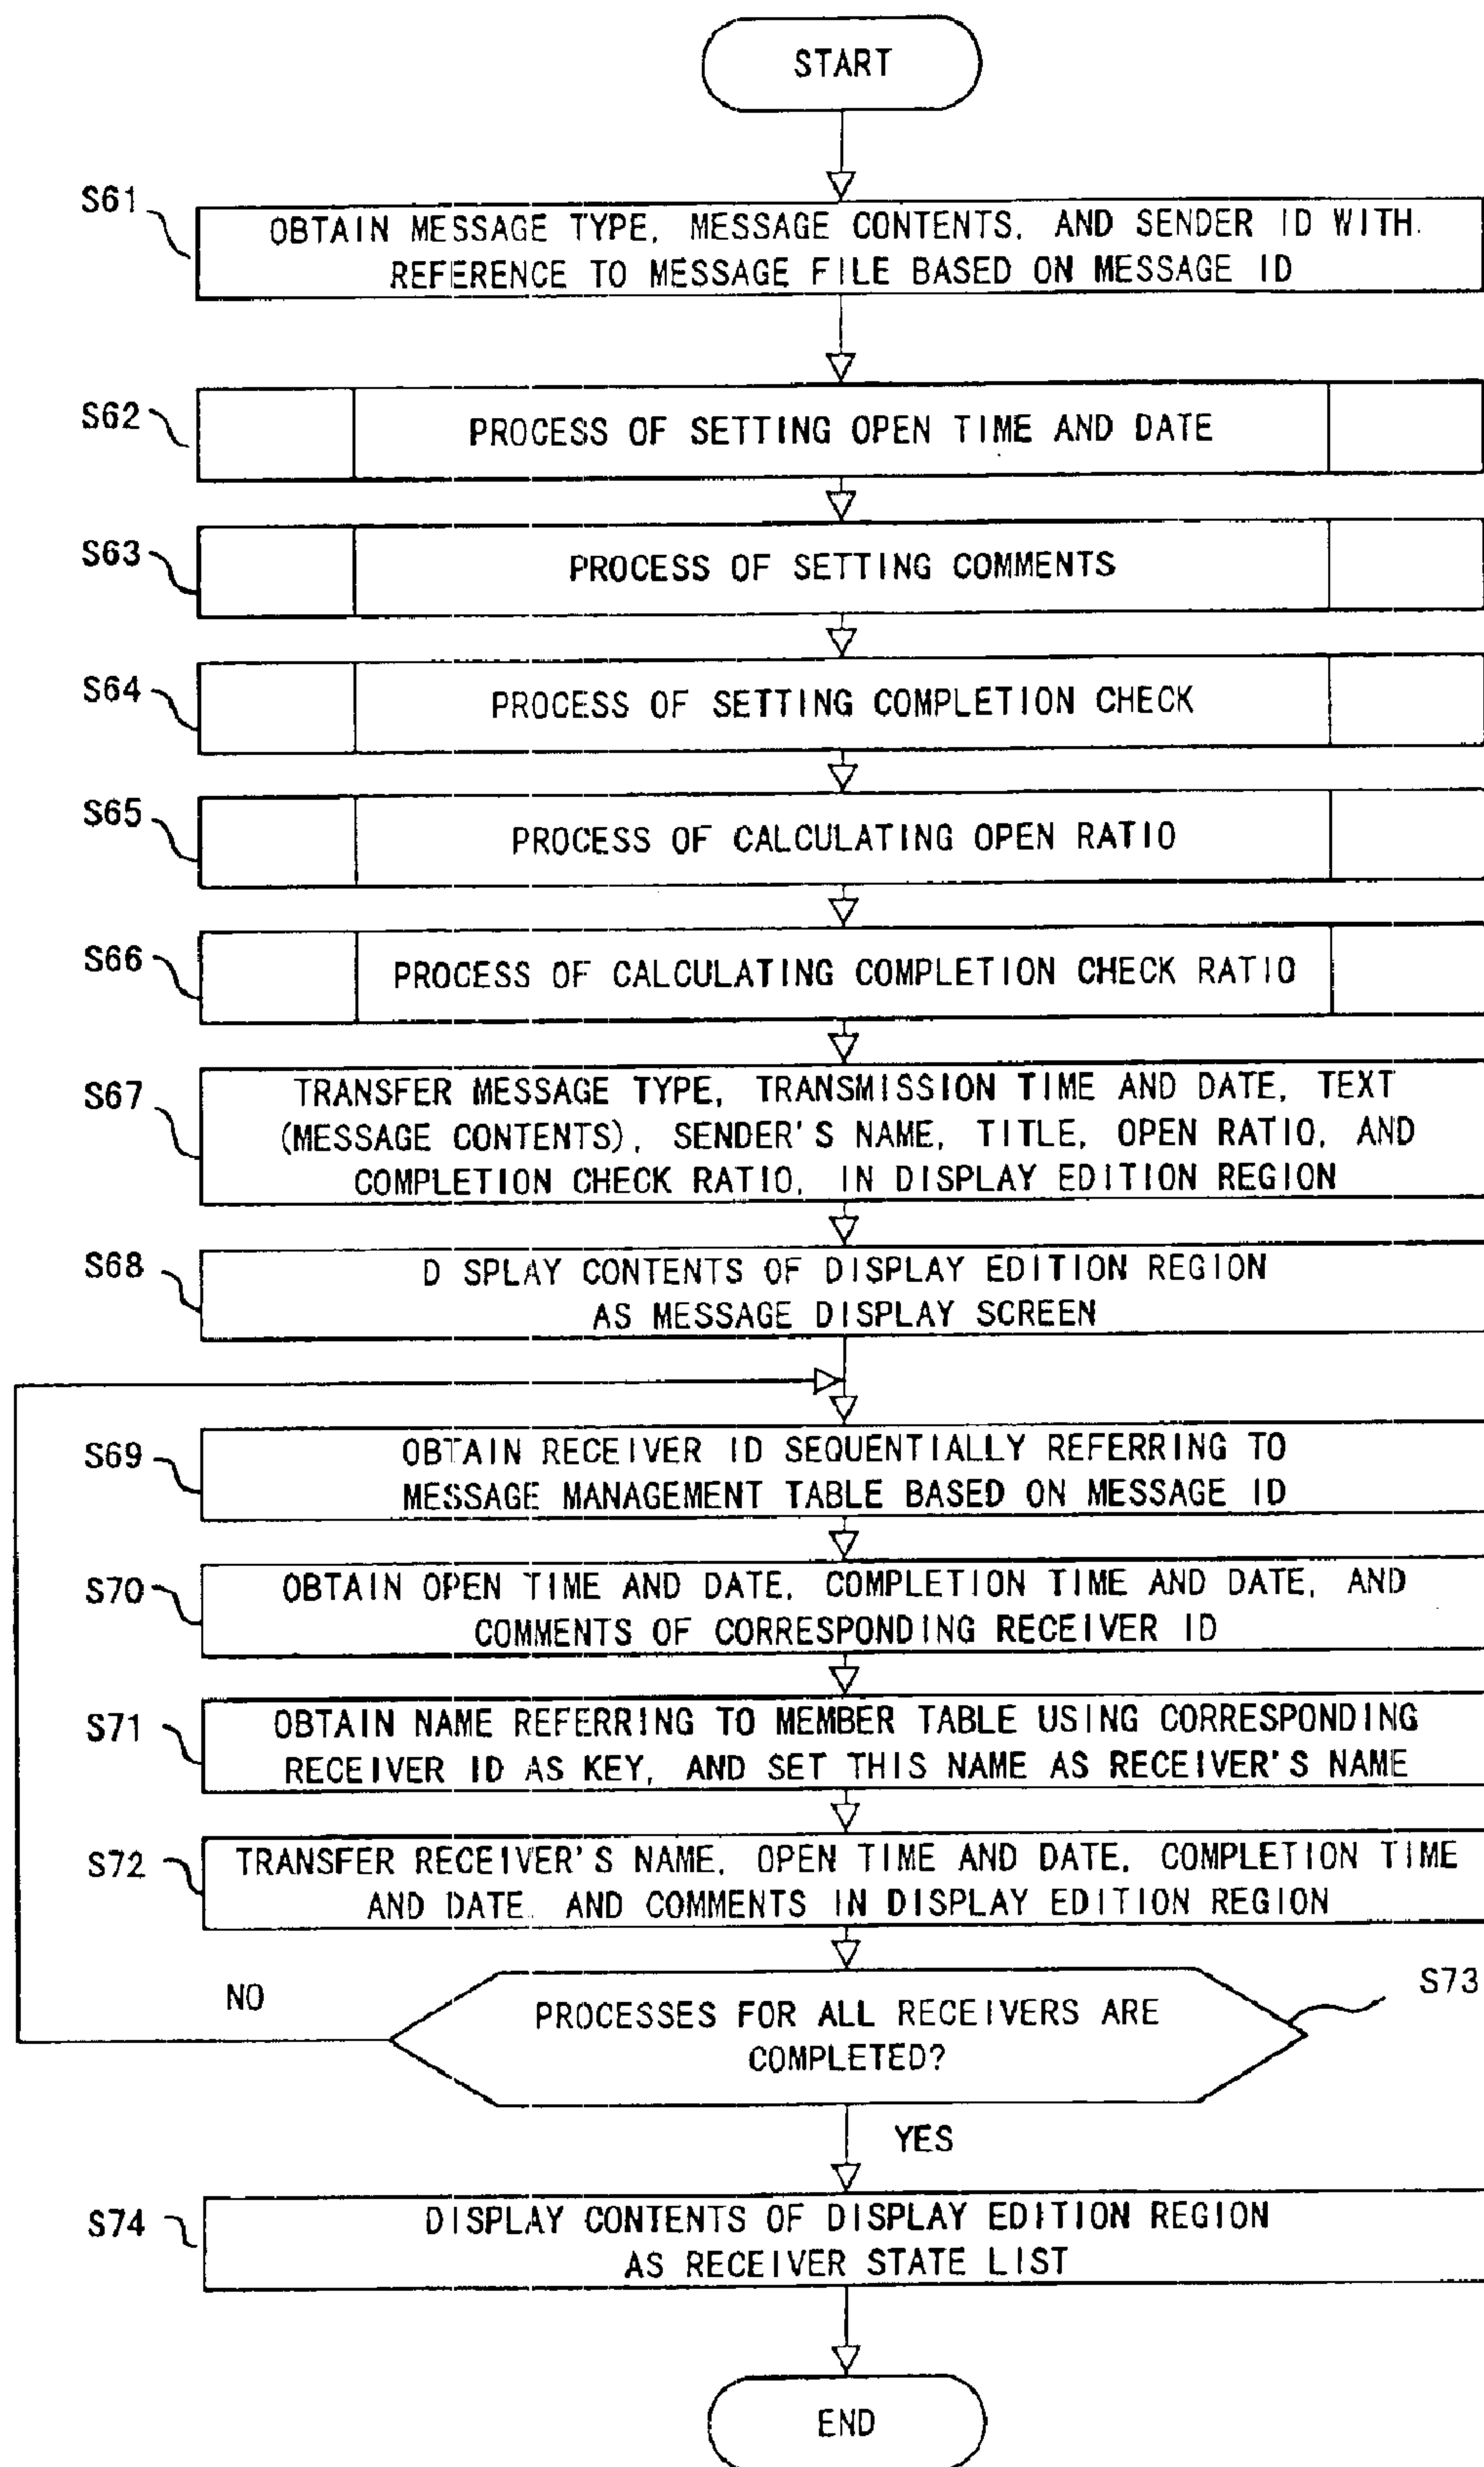 START
S61
OBTAIN MESSAGE TYPE, MESSAGE CONTENTS, AND SENDER ID WITH
REFERENCE TO MESSAGE FILE BASED ON MESSAGE ID
S62
PROCESS OF SETTING OPEN TIME AND DATE
S63
PROCESS OF SETTING COMMENTS
S64
PROCESS OF SETTING COMPLETION CHECK
S65
PROCESS OF CALCULATING OPEN RATIO
S66
PROCESS OF CALCULATING COMPLETION CHECK RATIO
S67
TRANSFER MESSAGE TYPE, TRANSMISSION TIME AND DATE, TEXT
(MESSAGE CONTENTS), SENDER'S NAME, TITLE, OPEN RATIO, AND
COMPLETION CHECK RATIO, IN DISPLAY EDITION REGION
S68
D SPLAY CONTENTS OF DISPLAY EDITION REGION
AS MESSAGE DISPLAY SCREEN
S69
OBTAIN RECEIVER ID SEQUENTIALLY REFERRING TO
MESSAGE MANAGEMENT TABLE BASED ON MESSAGE ID
S70
OBTAIN OPEN TIME AND DATE, COMPLETION TIME AND DATE, AND
COMMENTS OF CORRESPONDING RECEIVER ID
S71
OBTAIN NAME REFERRING TO MEMBER TABLE USING CORRESPONDING
RECEIVER ID AS KEY, AND SET THIS NAME AS RECEIVER'S NAME
S72
TRANSFER RECEIVER'S NAME, OPEN TIME AND DATE, COMPLETION TIME
AND DATE, AND COMMENTS IN DISPLAY EDITION REGION
NO
S73
PROCESSES FOR ALL RECEIVERS ARE
COMPLETED?
YES
S74
DISPLAY CONTENTS OF DISPLAY EDITION REGION
AS RECEIVER STATE LIST
END